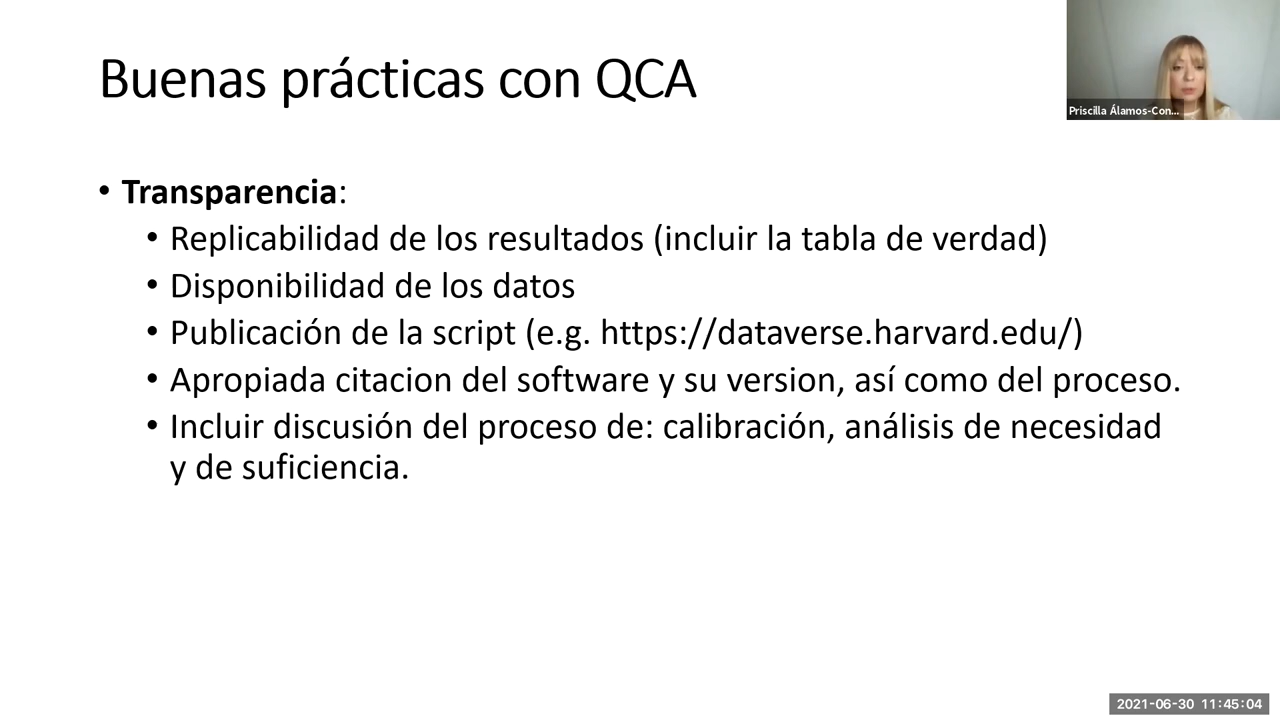 Buenas prácticas con QCA
Priscilla Álamos-Con...
• Transparencia:
• Replicabilidad de los resultados (incluir la tabla de verdad)
• Disponibilidad de los datos
• Publicación de la script (e.g. https://dataverse.harvard.edu/)
• Apropiada citacion del software y su version, así como del proceso.
• Incluir discusión del proceso de: calibración, análisis de necesidad
y de suficiencia.
2021-06-30 11:45:04